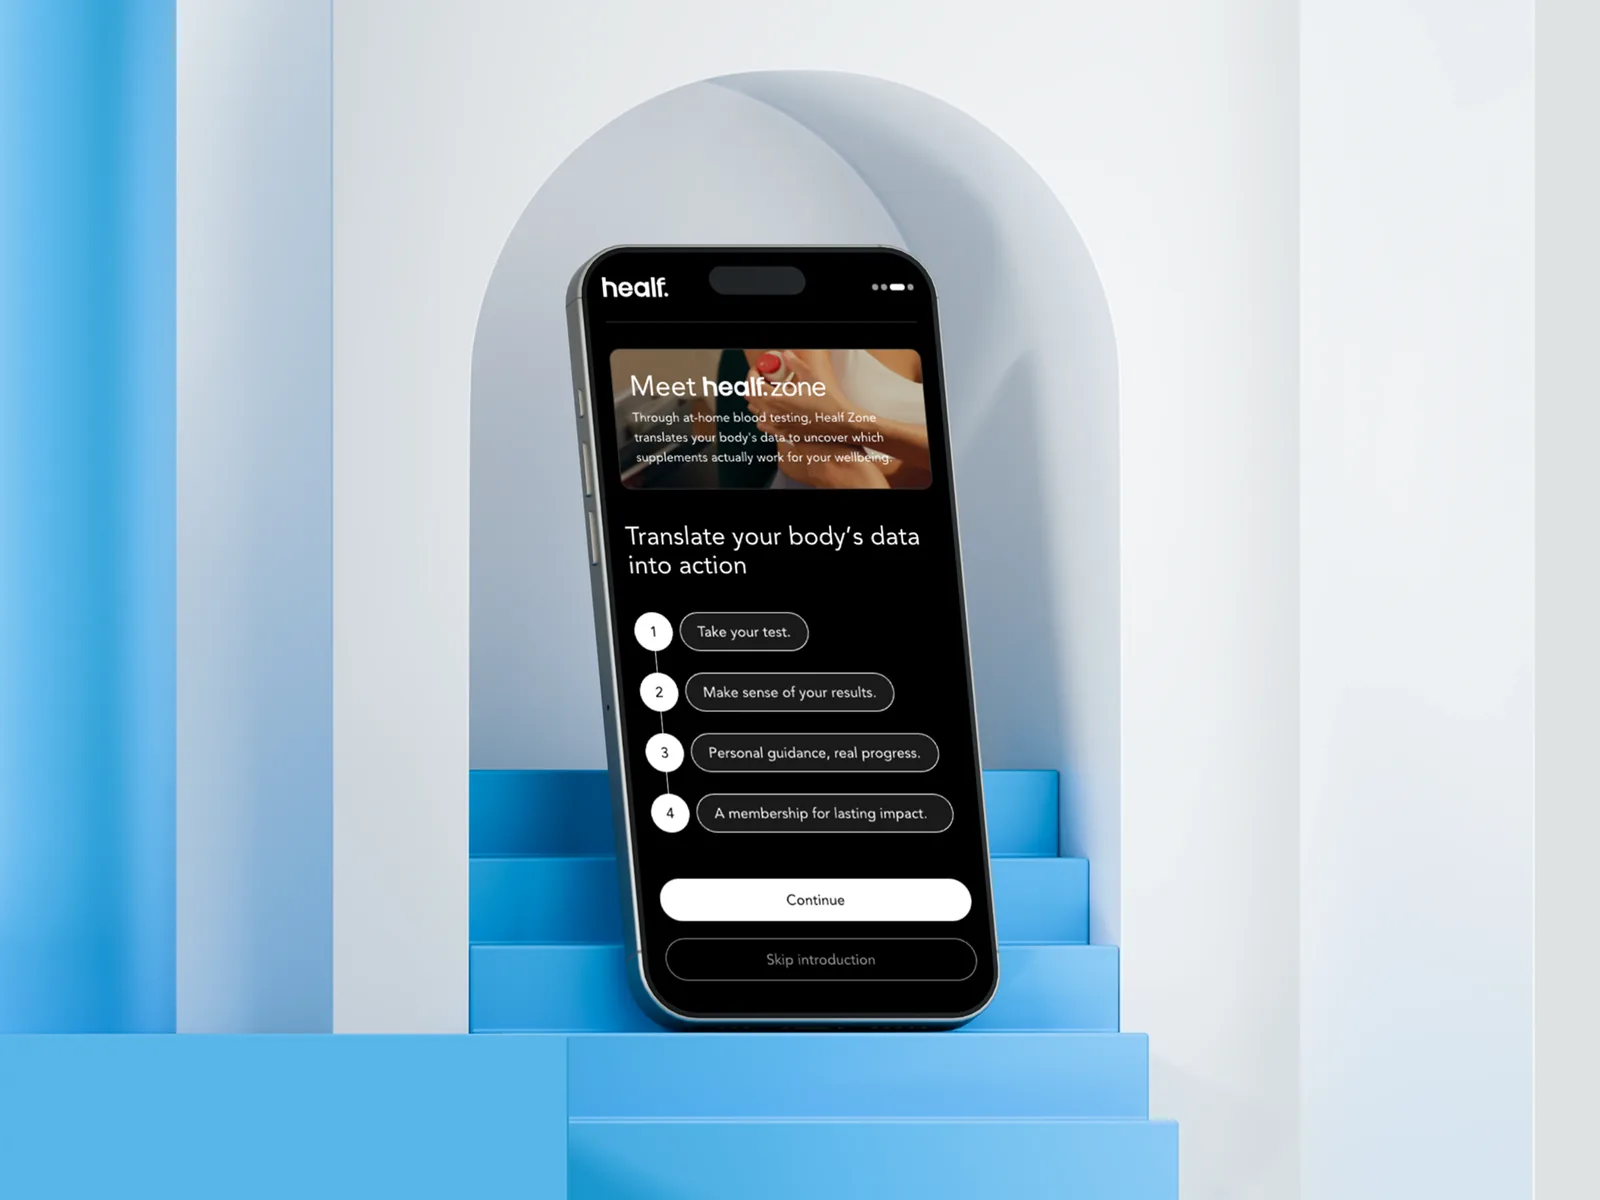 healf.
Meet healf.zone
Through at-home blood testing, Healf Zone
translates your body's data to uncover which
supplements actually work for your wellbeing.
Translate your body's data
into action
1 Take your test.
2 Make sense of your results.
3 Personal guidance, real progress.
4 A membership for lasting impact.
Continue
Skip introduction